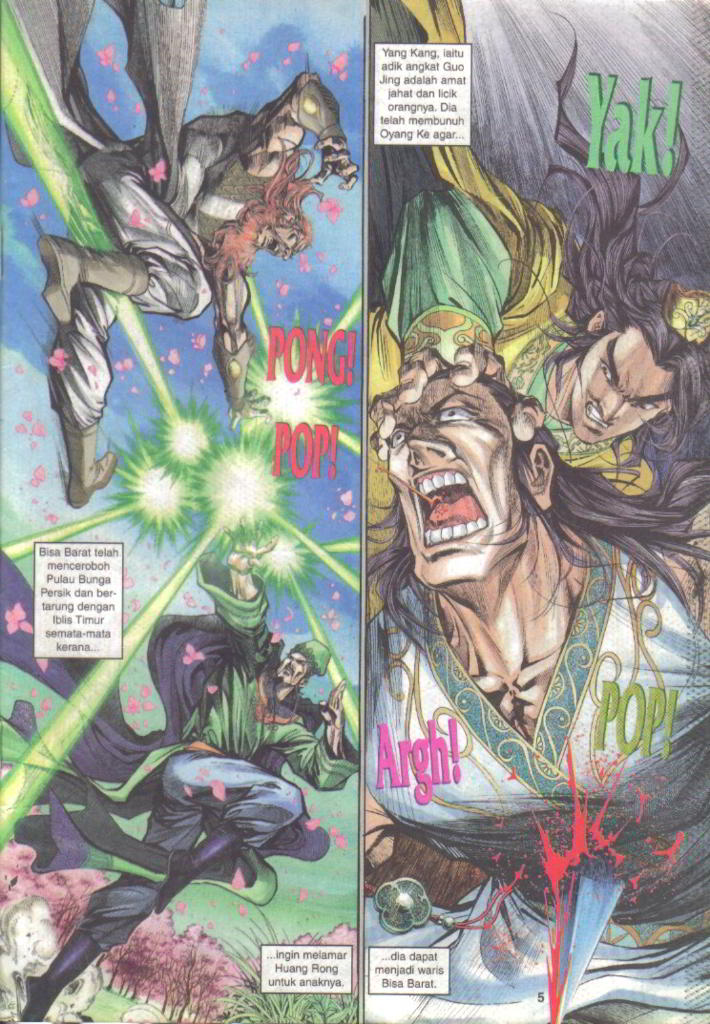 PONG!
POP!
Bisa Barat telah
menceroboh
Pulau Bunga
Persik dan ber-
tarung dengan
Iblis Timur
semata-mata
kerana...
...ingin melamar
Huang Rong
untuk anaknya.
Yang Kang, iaitu
adik angkat Guo
Jing adalah amat
jahat dan licik
orangnya. Dia
telah membunuh
Oyang Ke agar...
Yak!
Argh!
POP!
...dia dapat
menjadi waris
Bisa Barat.
5